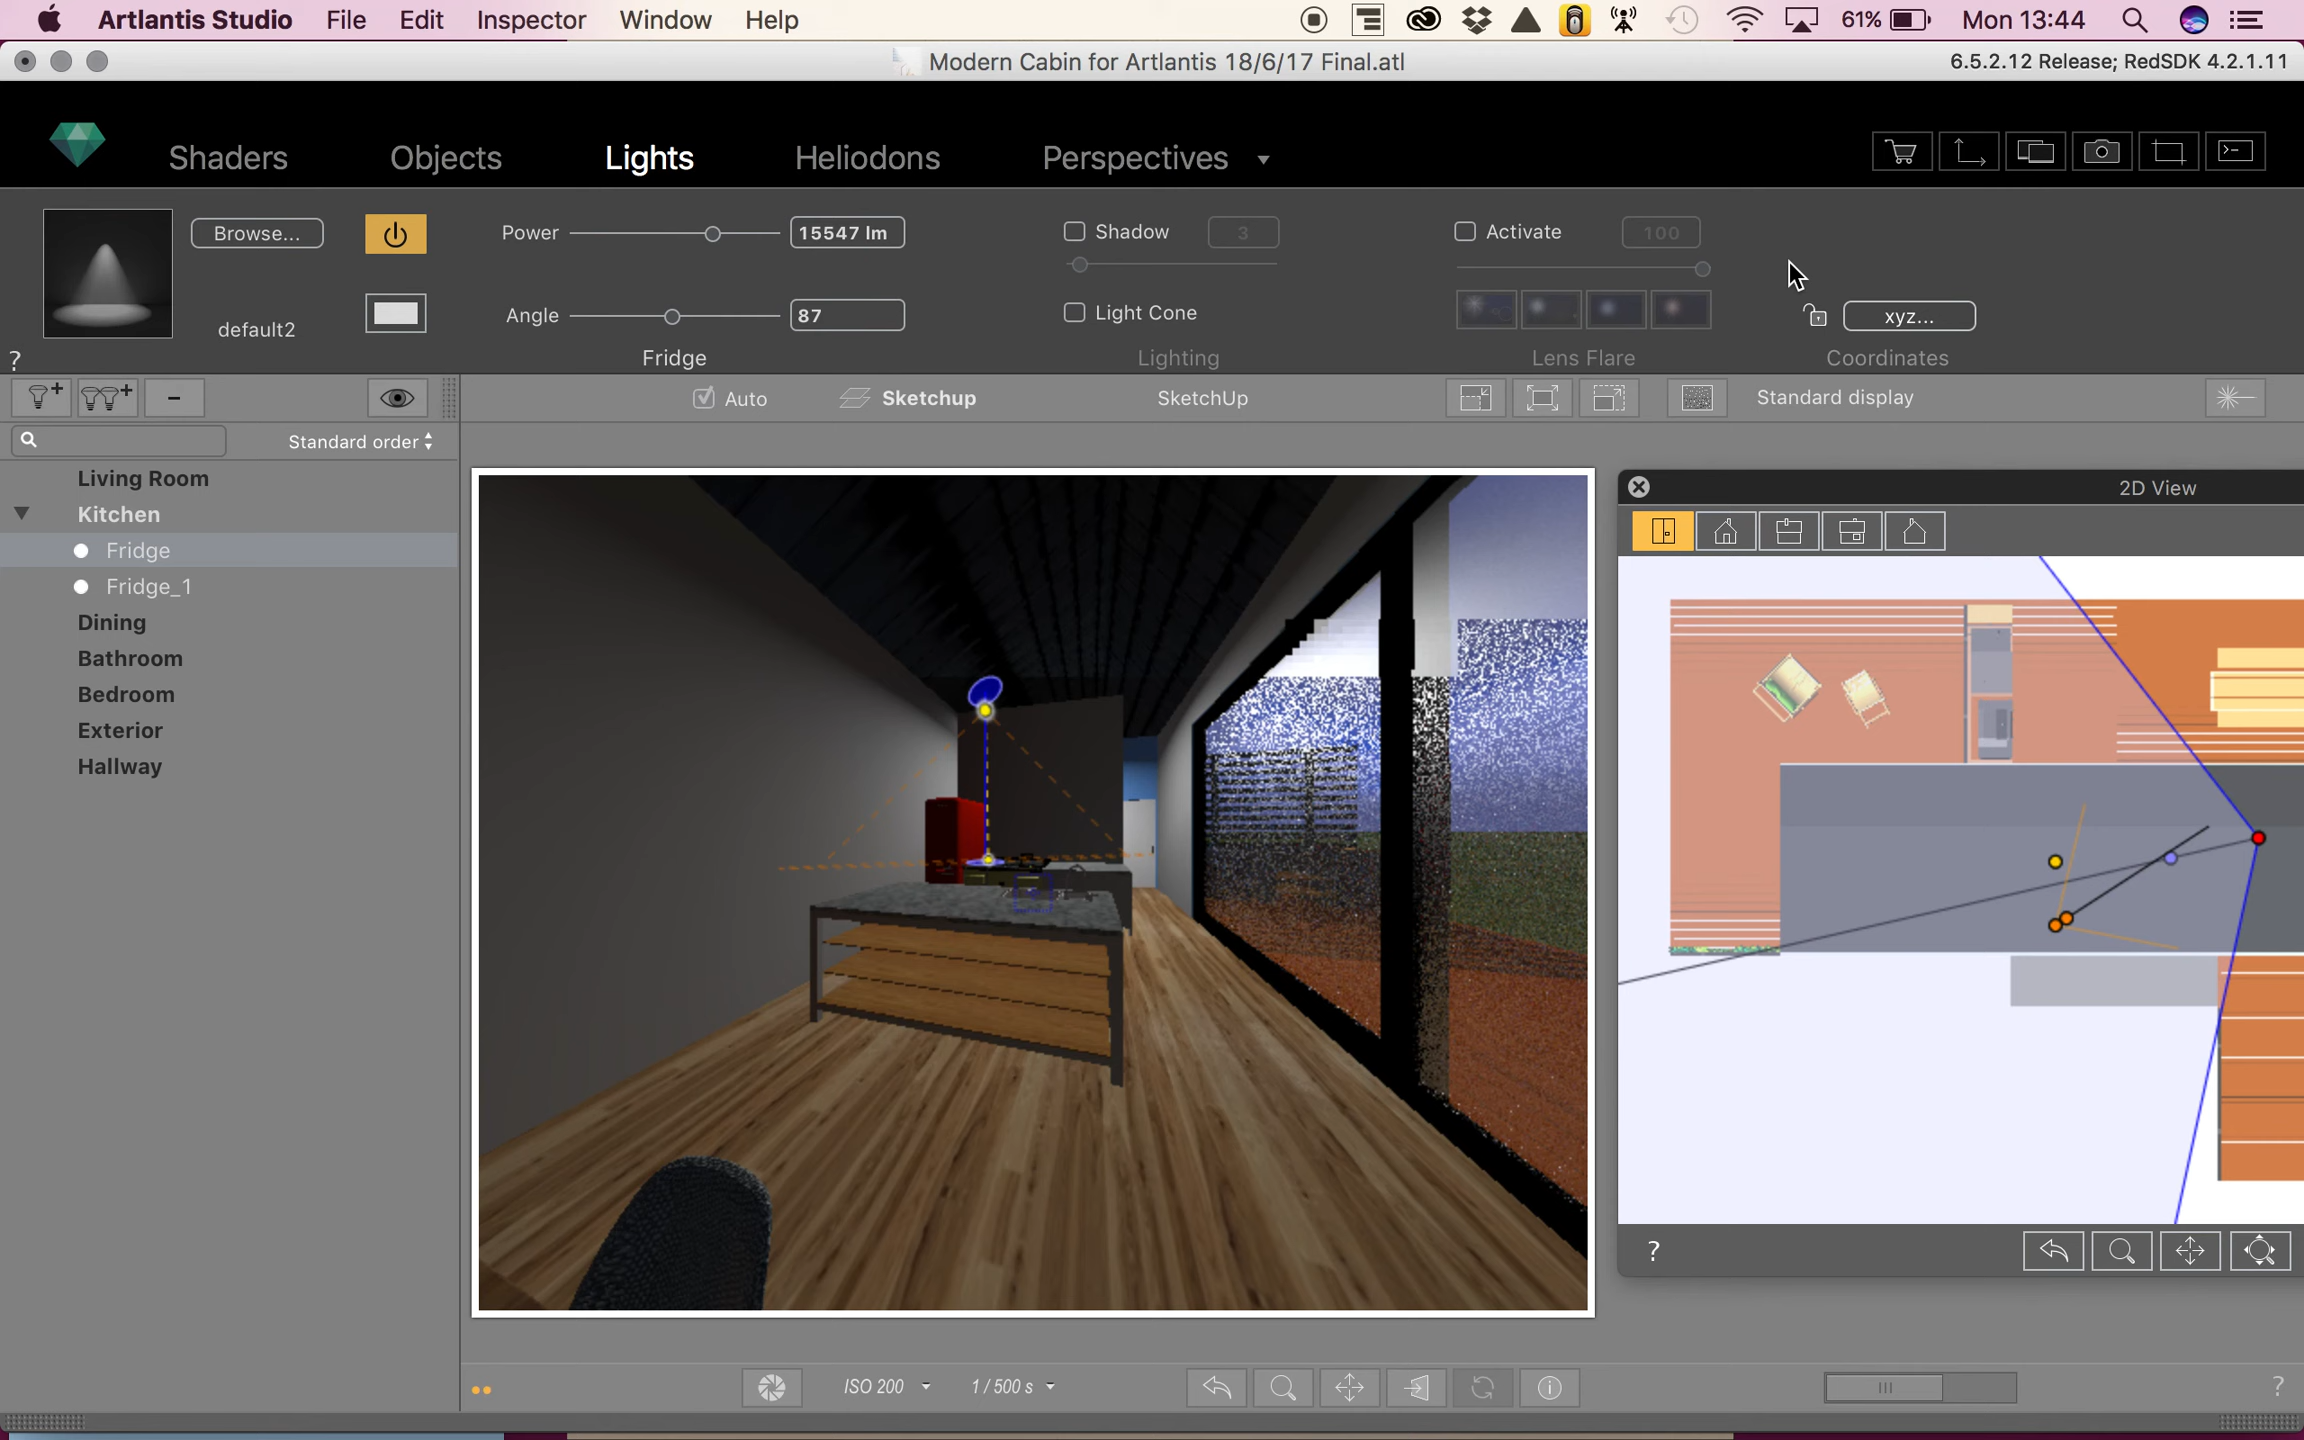 Artlantis Studio File Edit Inspector Window Help 61% Mon 13:44
Modern Cabin for Artlantis 18/6/17 Final.atl 6.5.2.12 Release; RedSDK 4.2.1.11
Shaders Objects Lights Heliodons Perspectives
Browse... Power 15547 lm Shadow 3 Activate 100
default2 Angle 87 Light Cone xyz...
? Fridge Lighting Lens Flare Coordinates
Auto Sketchup SketchUp Standard display
Standard order
Living Room
Kitchen
Fridge
Fridge_1
Dining
Bathroom
Bedroom
Exterior
Hallway
2D View
?
ISO 200 1 / 500 s ?